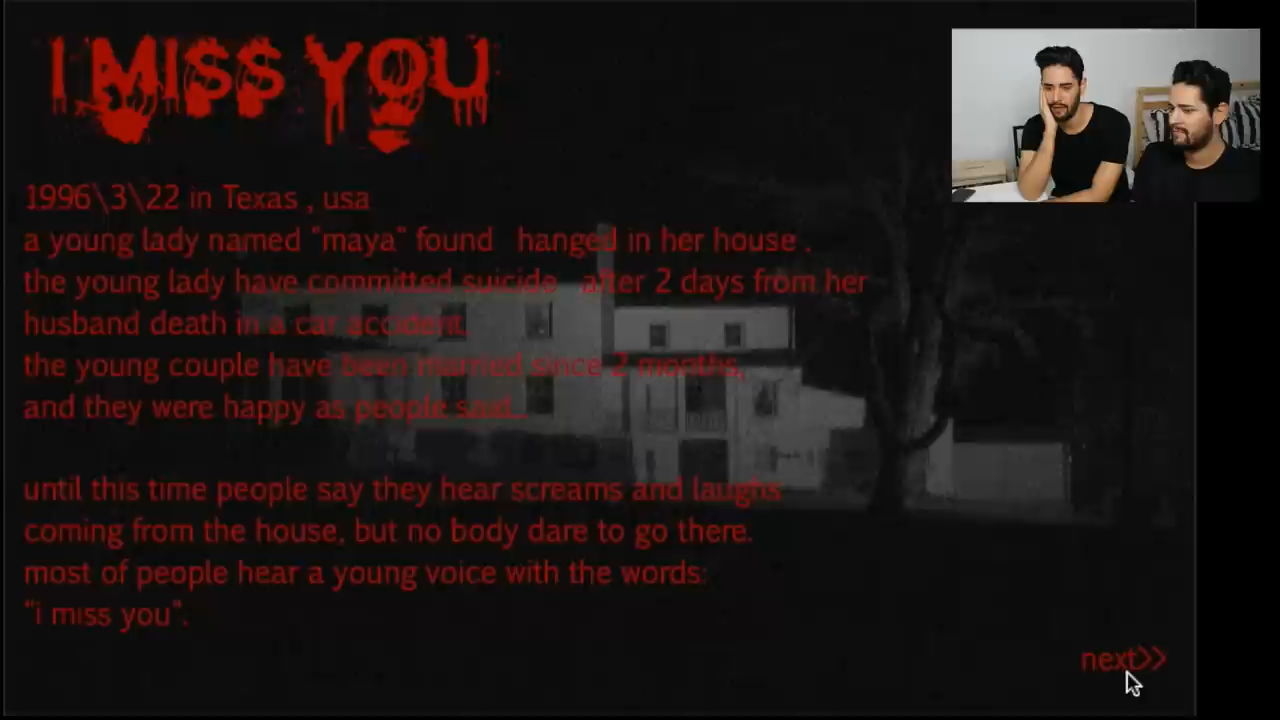 I MISS YOU
1996\3\22 in Texas , usa
a young lady named "maya" found hanged in her house .
the young lady have committed suicide after 2 days from her
husband death in a car accident,
the young couple have been married since 2 months,
and they were happy as people said..
until this time people say they hear screams and laughs
coming from the house, but no body dare to go there.
most of people hear a young voice with the words:
"i miss you".
next>>